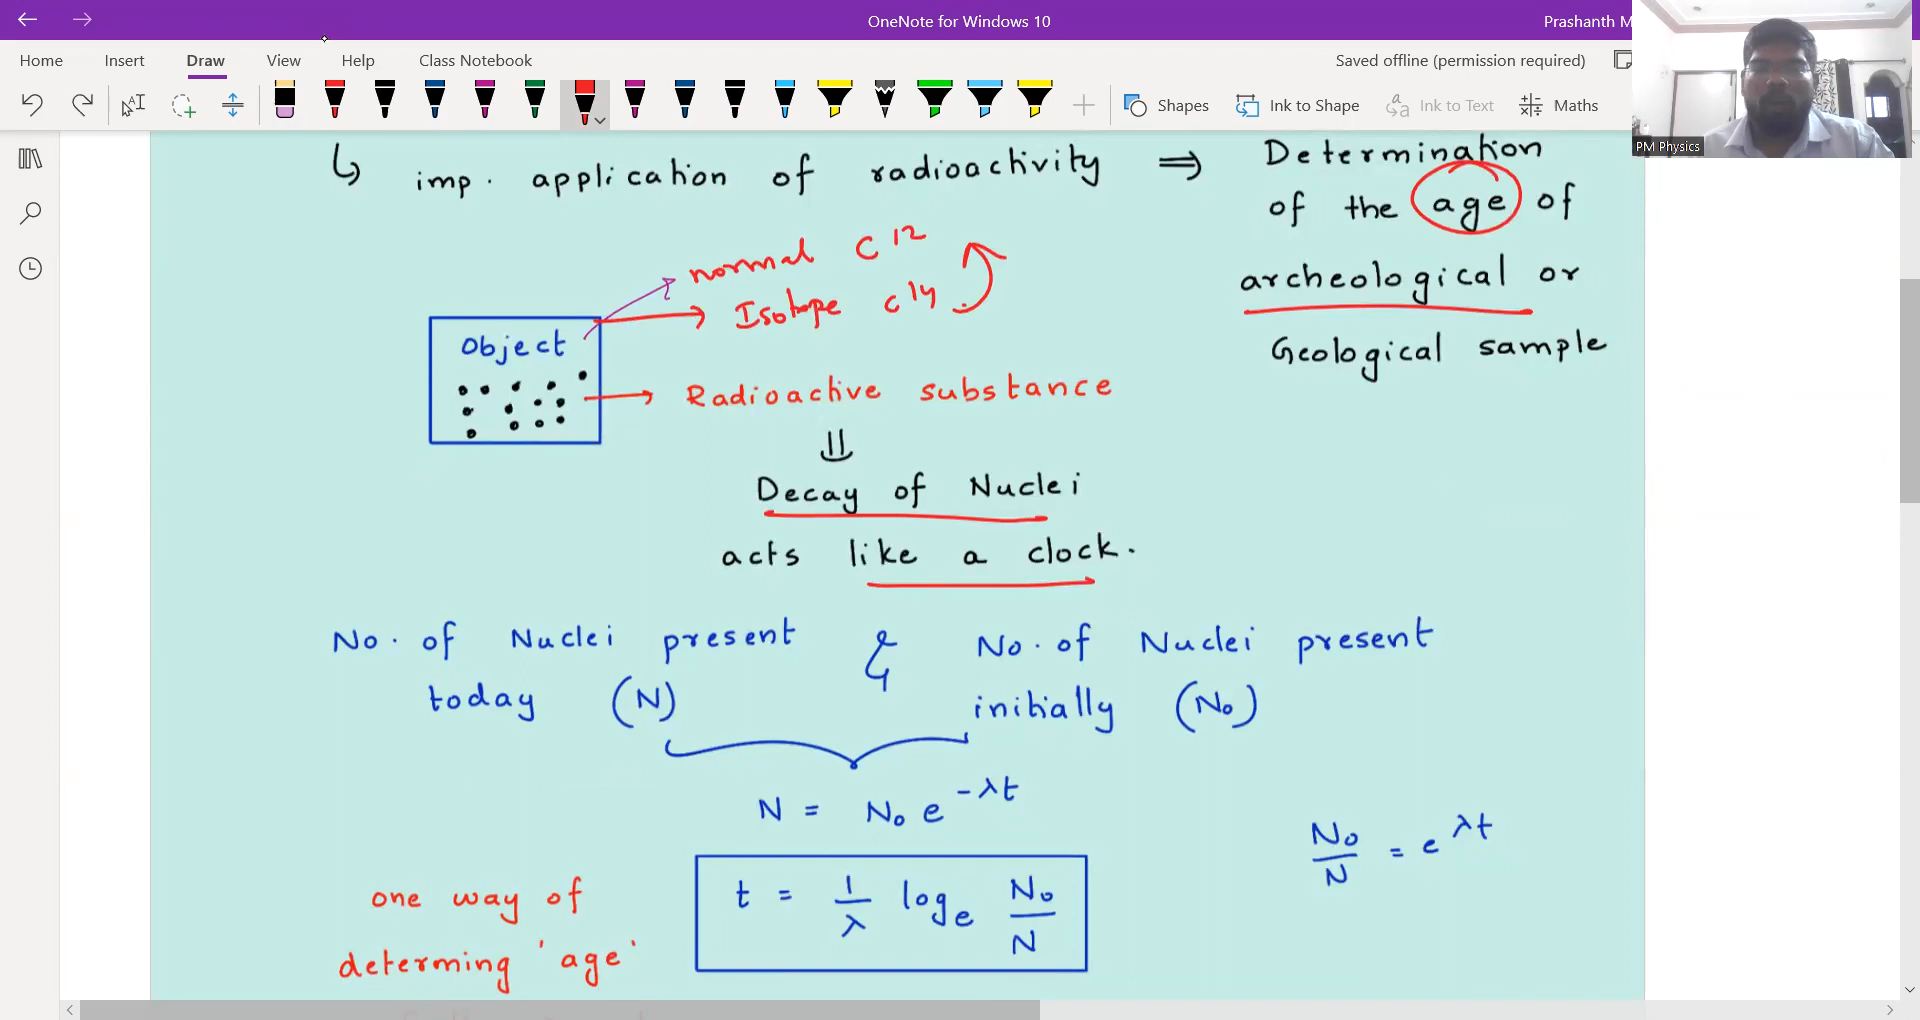 OneNote for Windows 10
Prashanth M
Home Insert Draw View Help Class Notebook
Saved offline (permission required)
Shapes Ink to Shape Ink to Text Maths
PM Physics
↳ imp. application of radioactivity ⇒ Determination
of the age of
archeological or
Geological sample
normal C12
Isotope C14
Object
Radioactive substance
Decay of Nuclei
acts like a clock.
No. of Nuclei present today (N) & No. of Nuclei present initially (N₀)
N = N₀ e^-λt
N₀/N = e^λt
t = 1/λ logₑ N₀/N
one way of
determing 'age'